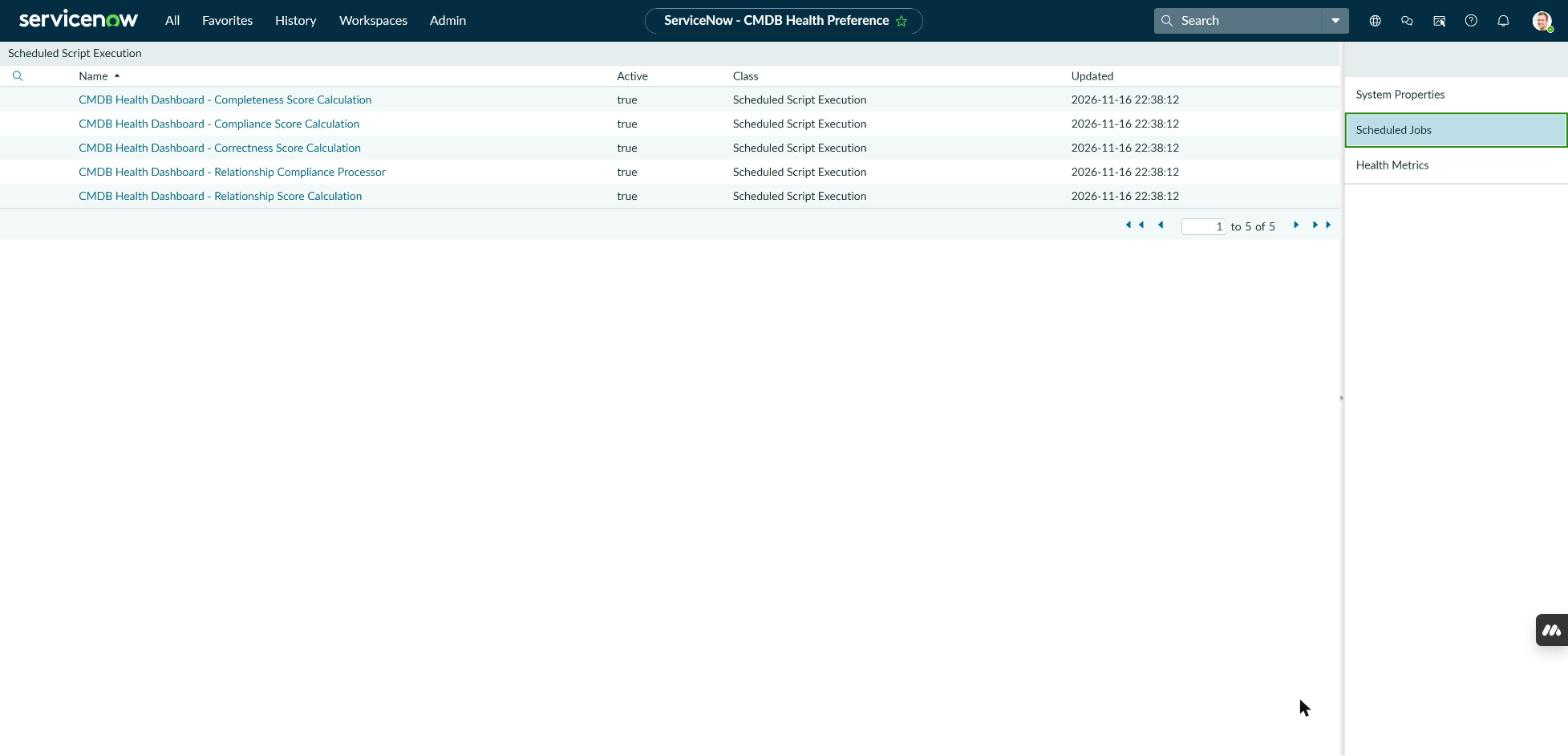 servicenow All Favorites History Workspaces Admin ServiceNow - CMDB Health Preference Search
Scheduled Script Execution
Name Active Class Updated
CMDB Health Dashboard - Completeness Score Calculation true Scheduled Script Execution 2026-11-16 22:38:12
CMDB Health Dashboard - Compliance Score Calculation true Scheduled Script Execution 2026-11-16 22:38:12
CMDB Health Dashboard - Correctness Score Calculation true Scheduled Script Execution 2026-11-16 22:38:12
CMDB Health Dashboard - Relationship Compliance Processor true Scheduled Script Execution 2026-11-16 22:38:12
CMDB Health Dashboard - Relationship Score Calculation true Scheduled Script Execution 2026-11-16 22:38:12
1 to 5 of 5
System Properties
Scheduled Jobs
Health Metrics